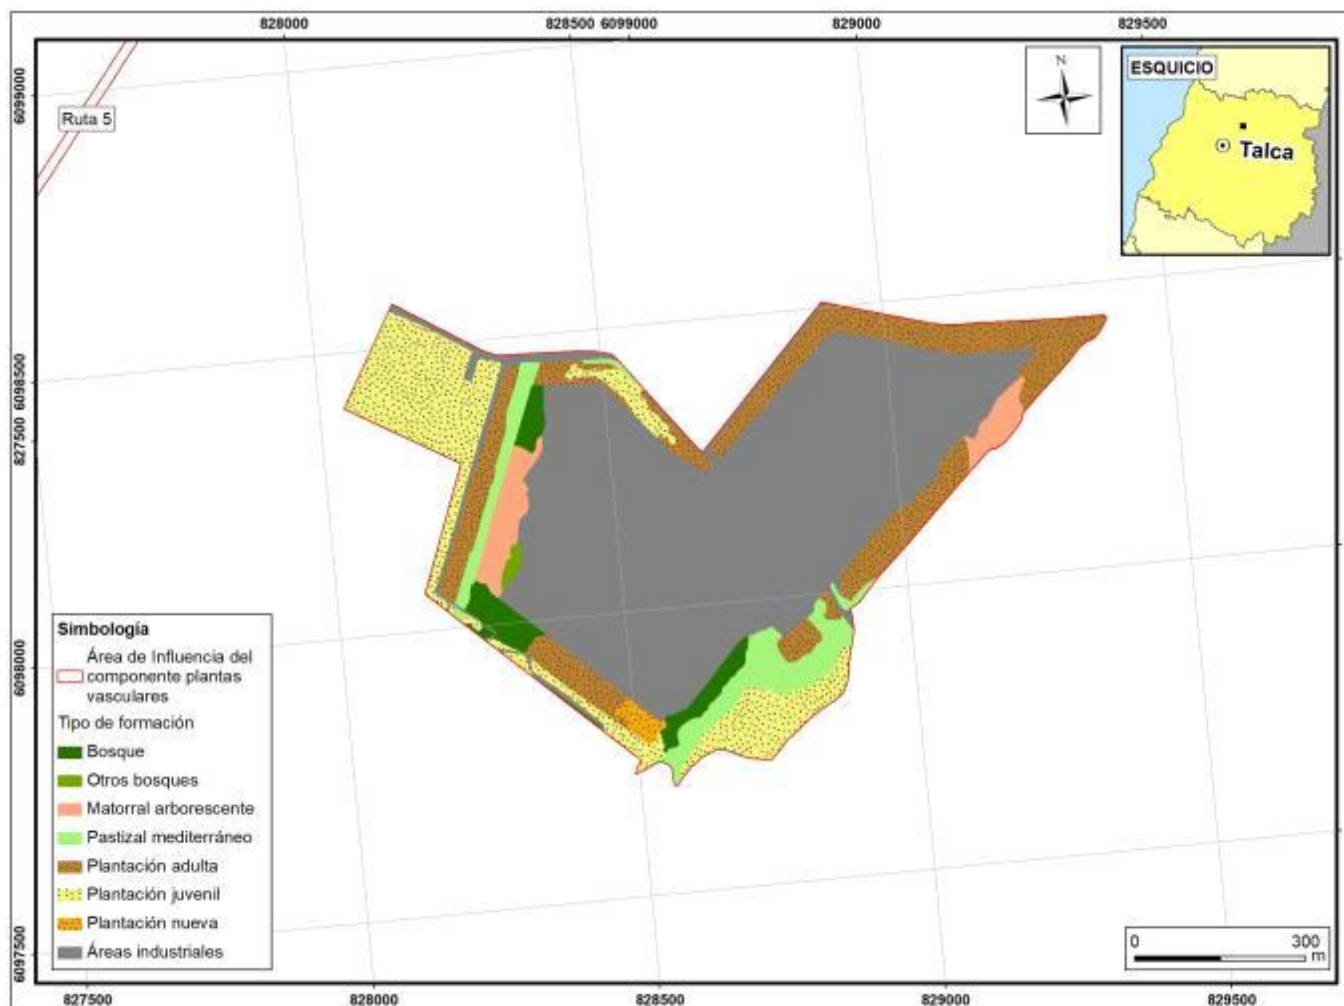 828000
828500 6099000
829000
829500
6099000
Ruta 5
N
ESQUICIO
Talca
6098500
827500
6098000
6097500
Simbología
Área de Influencia del
componente plantas
vasculares
Tipo de formación
Bosque
Otros bosques
Matorral arborescente
Pastizal mediterráneo
Plantación adulta
Plantación juvenil
Plantación nueva
Áreas industriales
0 300
m
827500
828000
828500
829000
829500